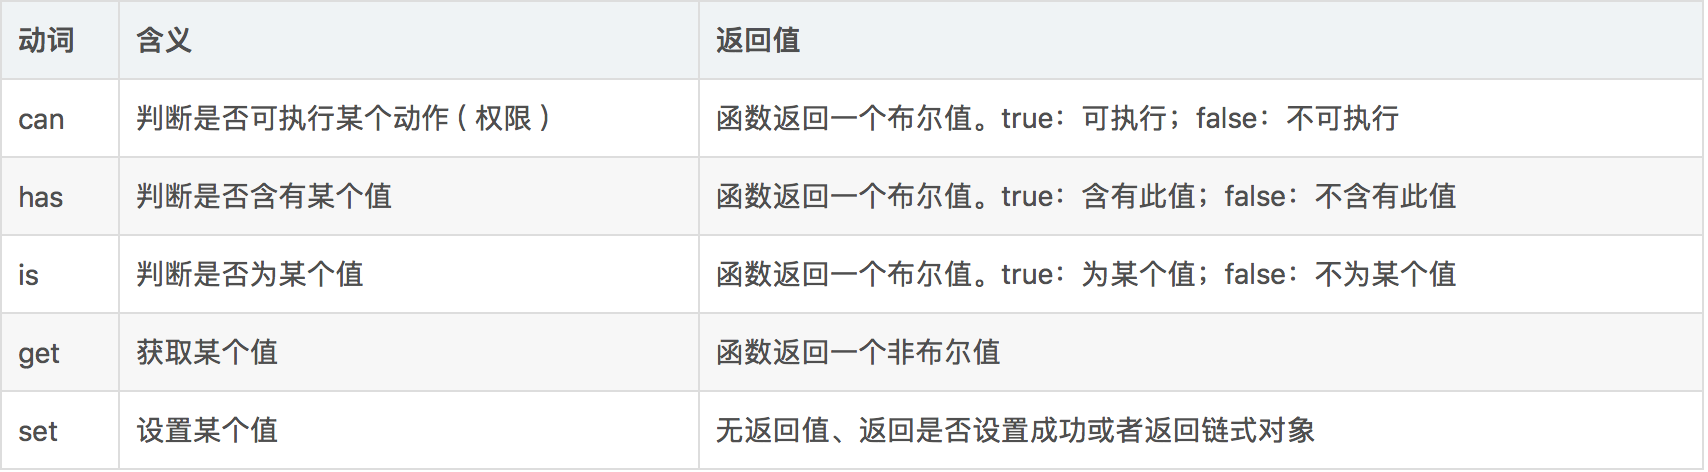 动词 含义 返回值
can 判断是否可执行某个动作 ( 权限 ) 函数返回一个布尔值。true：可执行；false：不可执行
has 判断是否含有某个值 函数返回一个布尔值。true：含有此值；false：不含有此值
is 判断是否为某个值 函数返回一个布尔值。true：为某个值；false：不为某个值
get 获取某个值 函数返回一个非布尔值
set 设置某个值 无返回值、返回是否设置成功或者返回链式对象